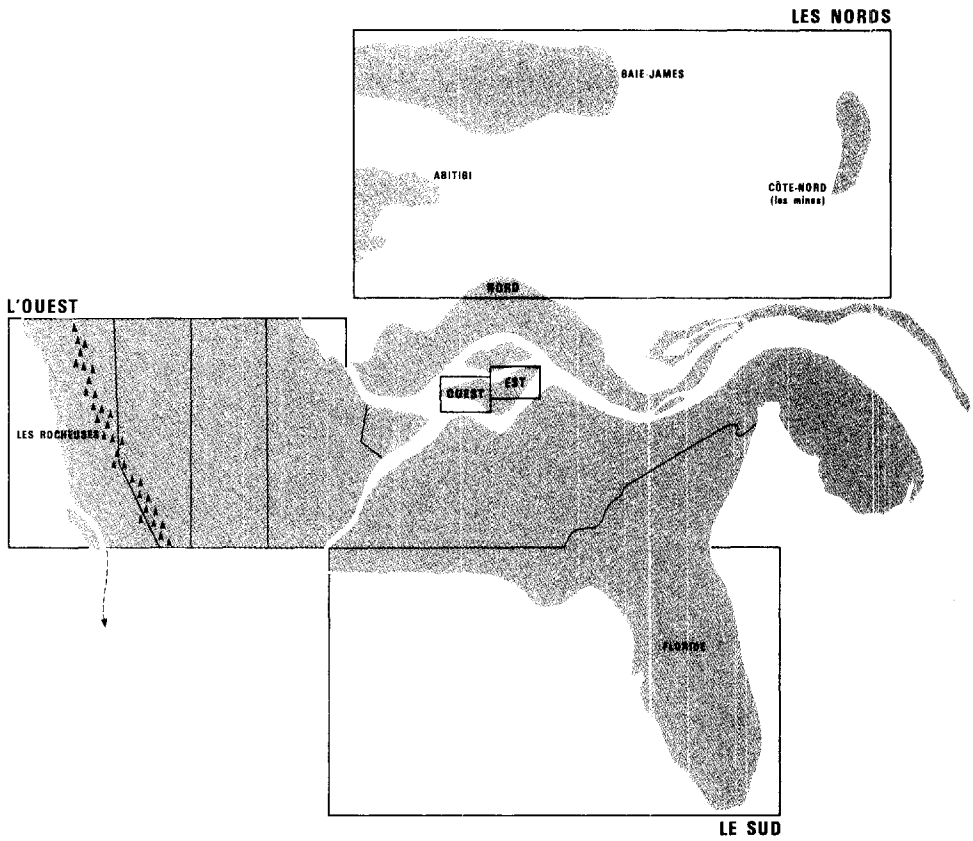 LES NORDS
BAIE-JAMES
ABITIBI
CÔTE-NORD
(les mines)
NORD
L'OUEST
EST
OUEST
LES ROCHEUSES
FLORIDE
LE SUD